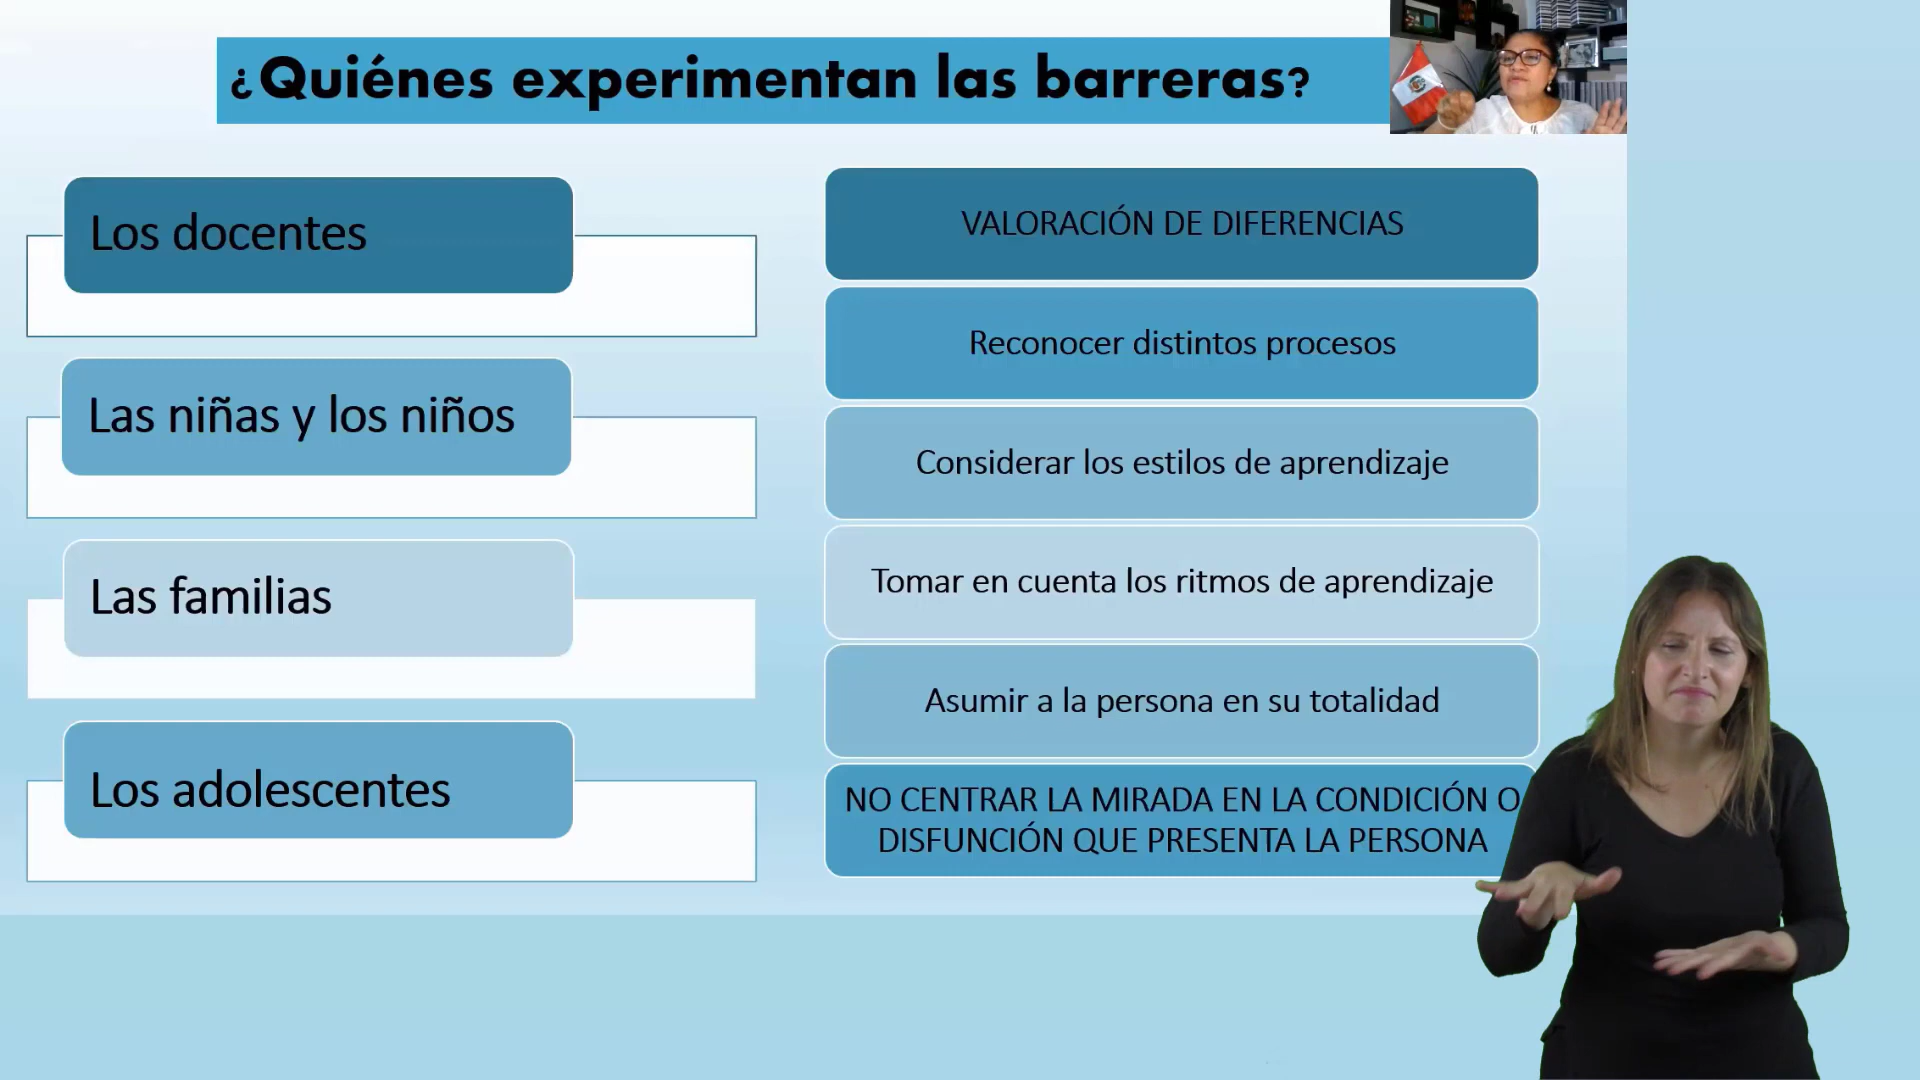 ¿Quiénes experimentan las barreras?
Los docentes
Las niñas y los niños
Las familias
Los adolescentes
VALORACIÓN DE DIFERENCIAS
Reconocer distintos procesos
Considerar los estilos de aprendizaje
Tomar en cuenta los ritmos de aprendizaje
Asumir a la persona en su totalidad
NO CENTRAR LA MIRADA EN LA CONDICIÓN O
DISFUNCIÓN QUE PRESENTA LA PERSONA